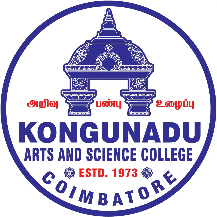 அறிவு பண்பு உழைப்பு
KONGUNADU
ARTS AND SCIENCE COLLEGE
ESTD. 1973
COIMBATORE